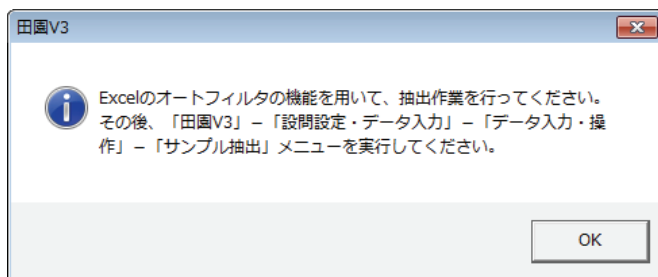 田園V3
Excelのオートフィルタの機能を用いて、抽出作業を行ってください。
その後、「田園V3」－「設問設定・データ入力」－「データ入力・操
作」－「サンプル抽出」メニューを実行してください。
OK